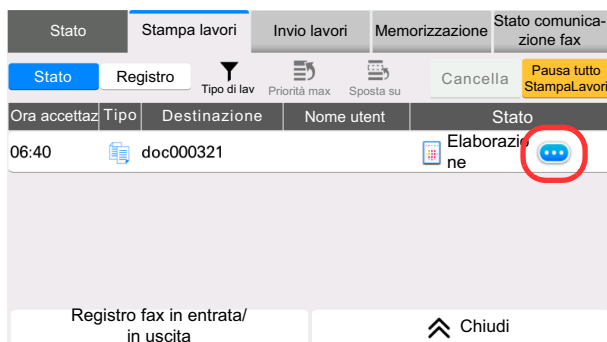 Stato
Stampa lavori
Invio lavori
Memorizzazione
Stato comunica-
zione fax
Stato
Registro
Tipo di lav
Priorità max
Sposta su
Cancella
Pausa tutto
StampaLavori
Ora accettaz
Tipo
Destinazione
Nome utent
Stato
06:40
doc000321
Elaborazio
ne
Registro fax in entrata/
in uscita
Chiudi